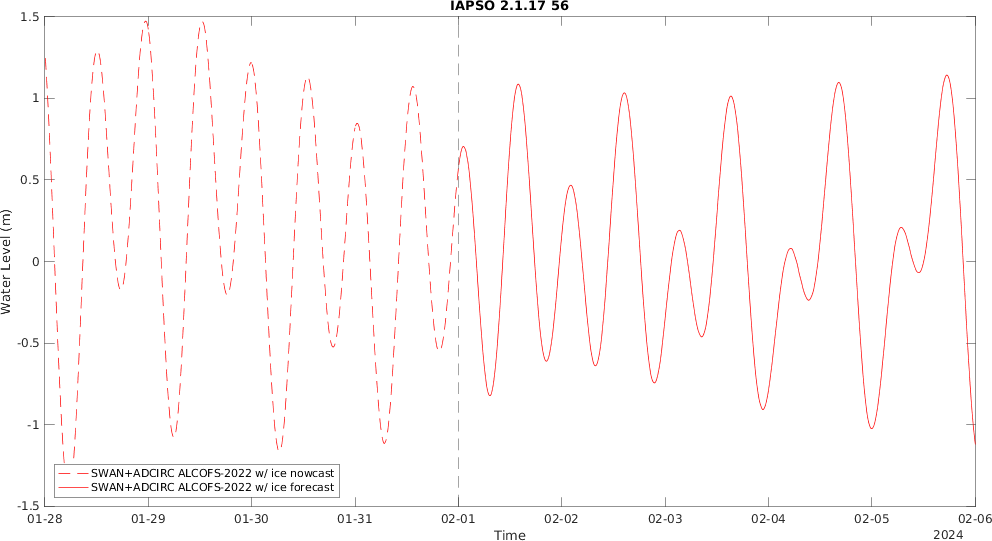 IAPSO 2.1.17 56
1.5
1
0.5
0
-0.5
-1
-1.5
Water Level (m)
SWAN+ADCIRC ALCOFS-2022 w/ ice nowcast
SWAN+ADCIRC ALCOFS-2022 w/ ice forecast
01-28 01-29 01-30 01-31 02-01 02-02 02-03 02-04 02-05 02-06
Time
2024